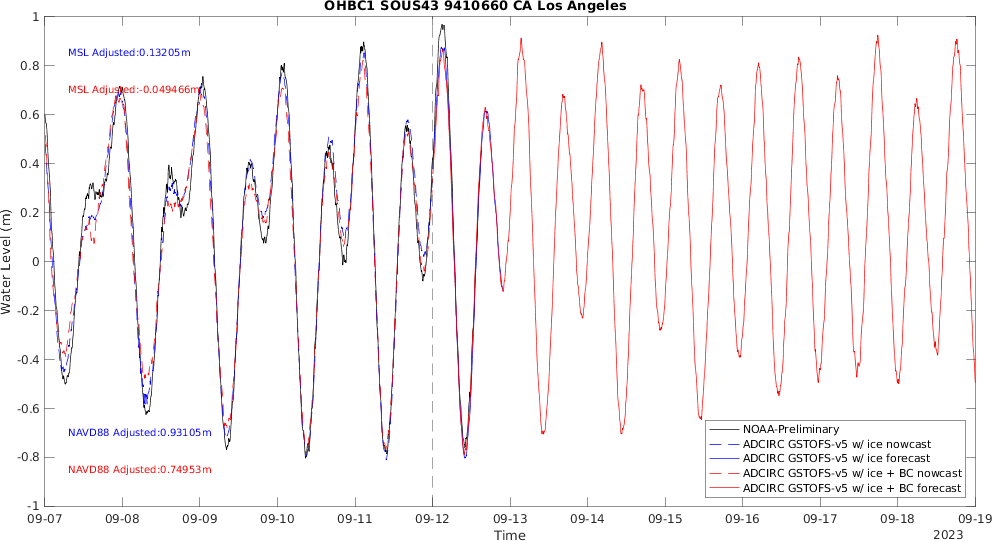 OHBC1 SOUS43 9410660 CA Los Angeles
1
0.8
0.6
0.4
0.2
0
-0.2
-0.4
-0.6
-0.8
-1
Water Level (m)
MSL Adjusted:0.13205m
MSL Adjusted:-0.049466m
NAVD88 Adjusted:0.93105m
NAVD88 Adjusted:0.74953m
NOAA-Preliminary
ADCIRC GSTOFS-v5 w/ ice nowcast
ADCIRC GSTOFS-v5 w/ ice forecast
ADCIRC GSTOFS-v5 w/ ice + BC nowcast
ADCIRC GSTOFS-v5 w/ ice + BC forecast
09-07 09-08 09-09 09-10 09-11 09-12 09-13 09-14 09-15 09-16 09-17 09-18 09-19
Time
2023